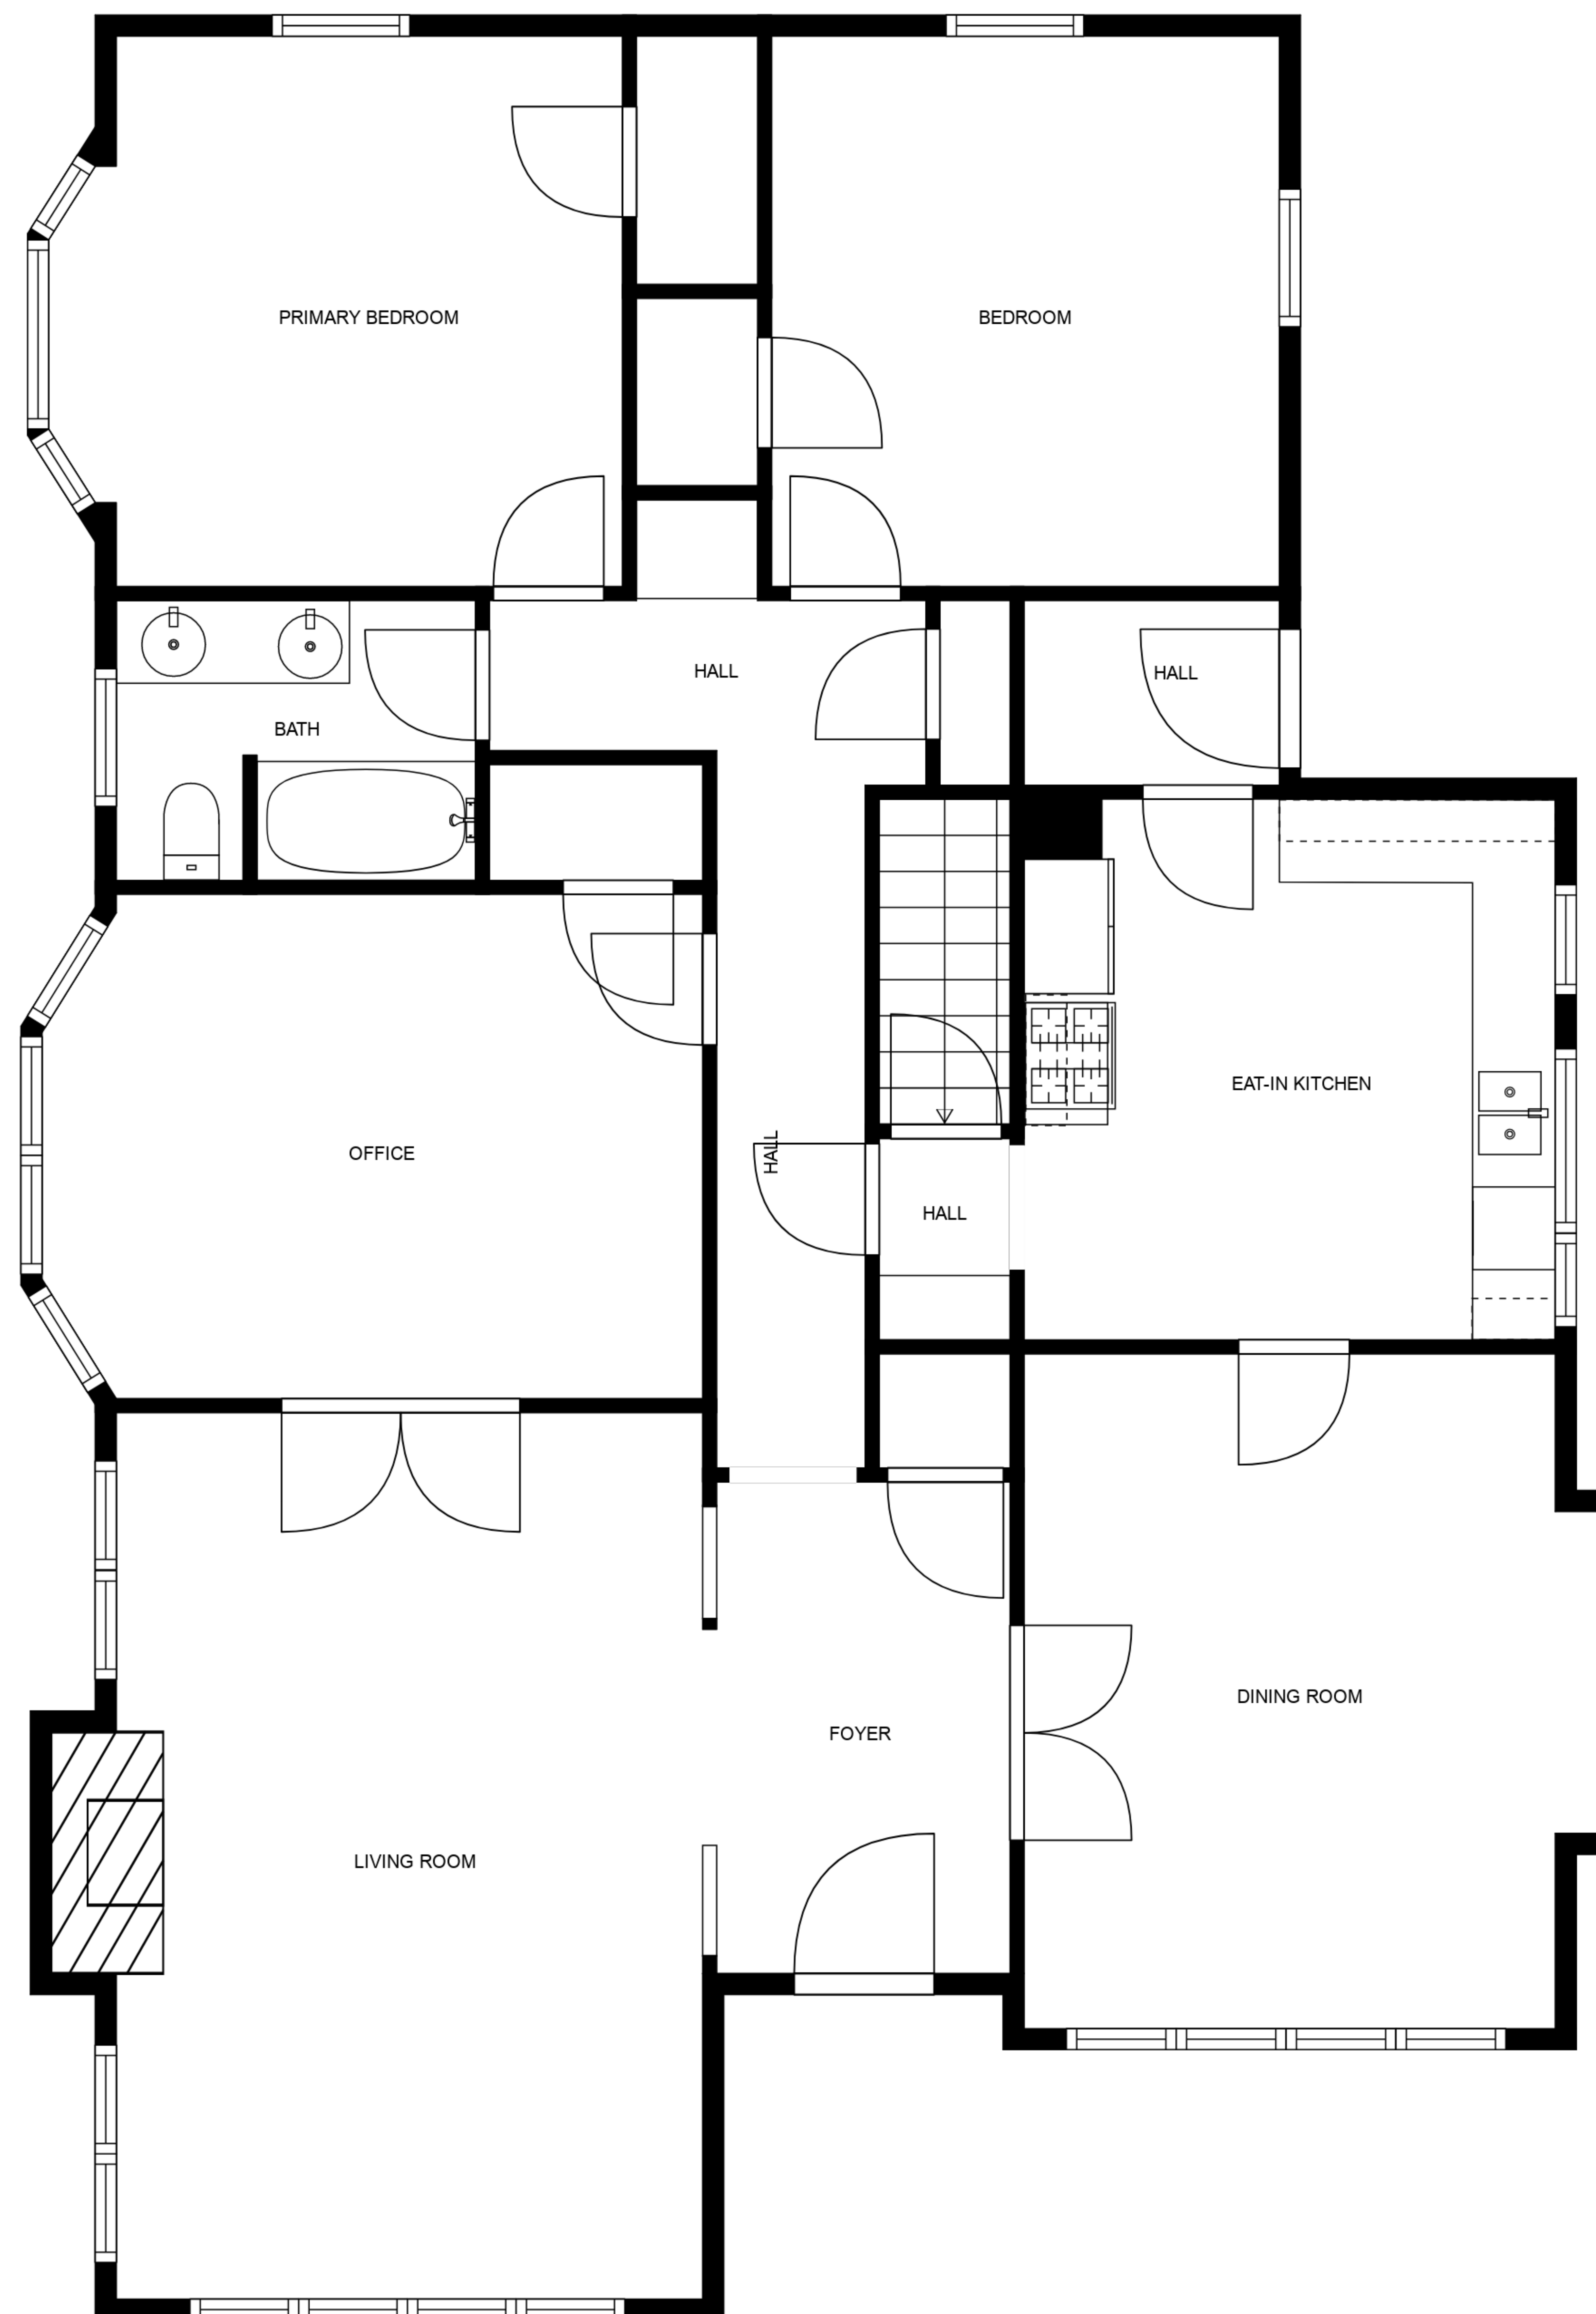 PRIMARY BEDROOM
BEDROOM
HALL
HALL
BATH
EAT-IN KITCHEN
HALL
OFFICE
HALL
DINING ROOM
FOYER
LIVING ROOM